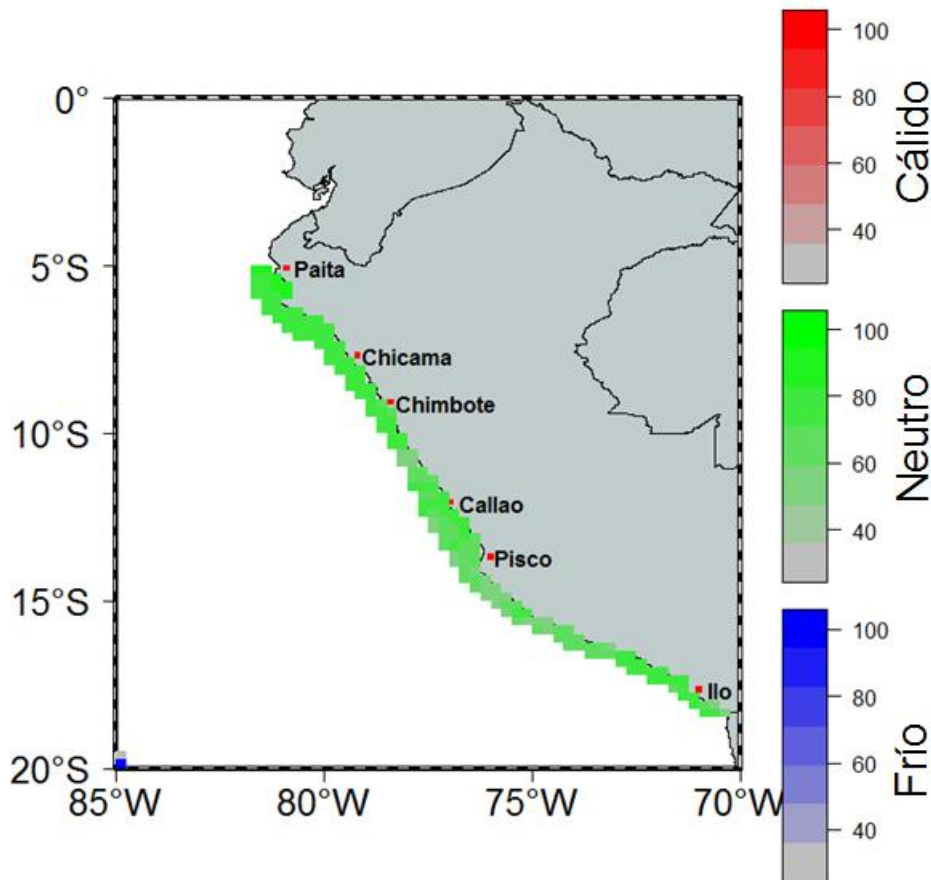 0°
5°S
10°S
15°S
20°S
85°W
80°W
75°W
70°W
Paita
Chicama
Chimbote
Callao
Pisco
Ilo
100
80
60
40
Cálido
100
80
60
40
Neutro
100
80
60
40
Frío